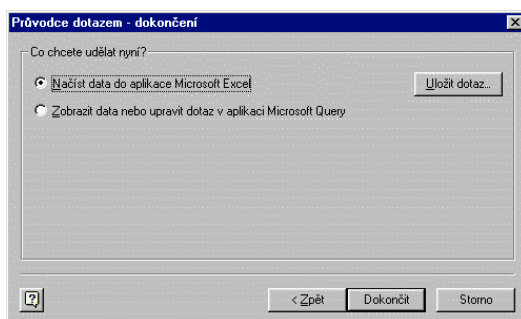 Průvodce dotazem - dokončení
Co chcete udělat nyní?
Načíst data do aplikace Microsoft Excel
Uložit dotaz...
Zobrazit data nebo upravit dotaz v aplikaci Microsoft Query
< Zpět
Dokončit
Storno